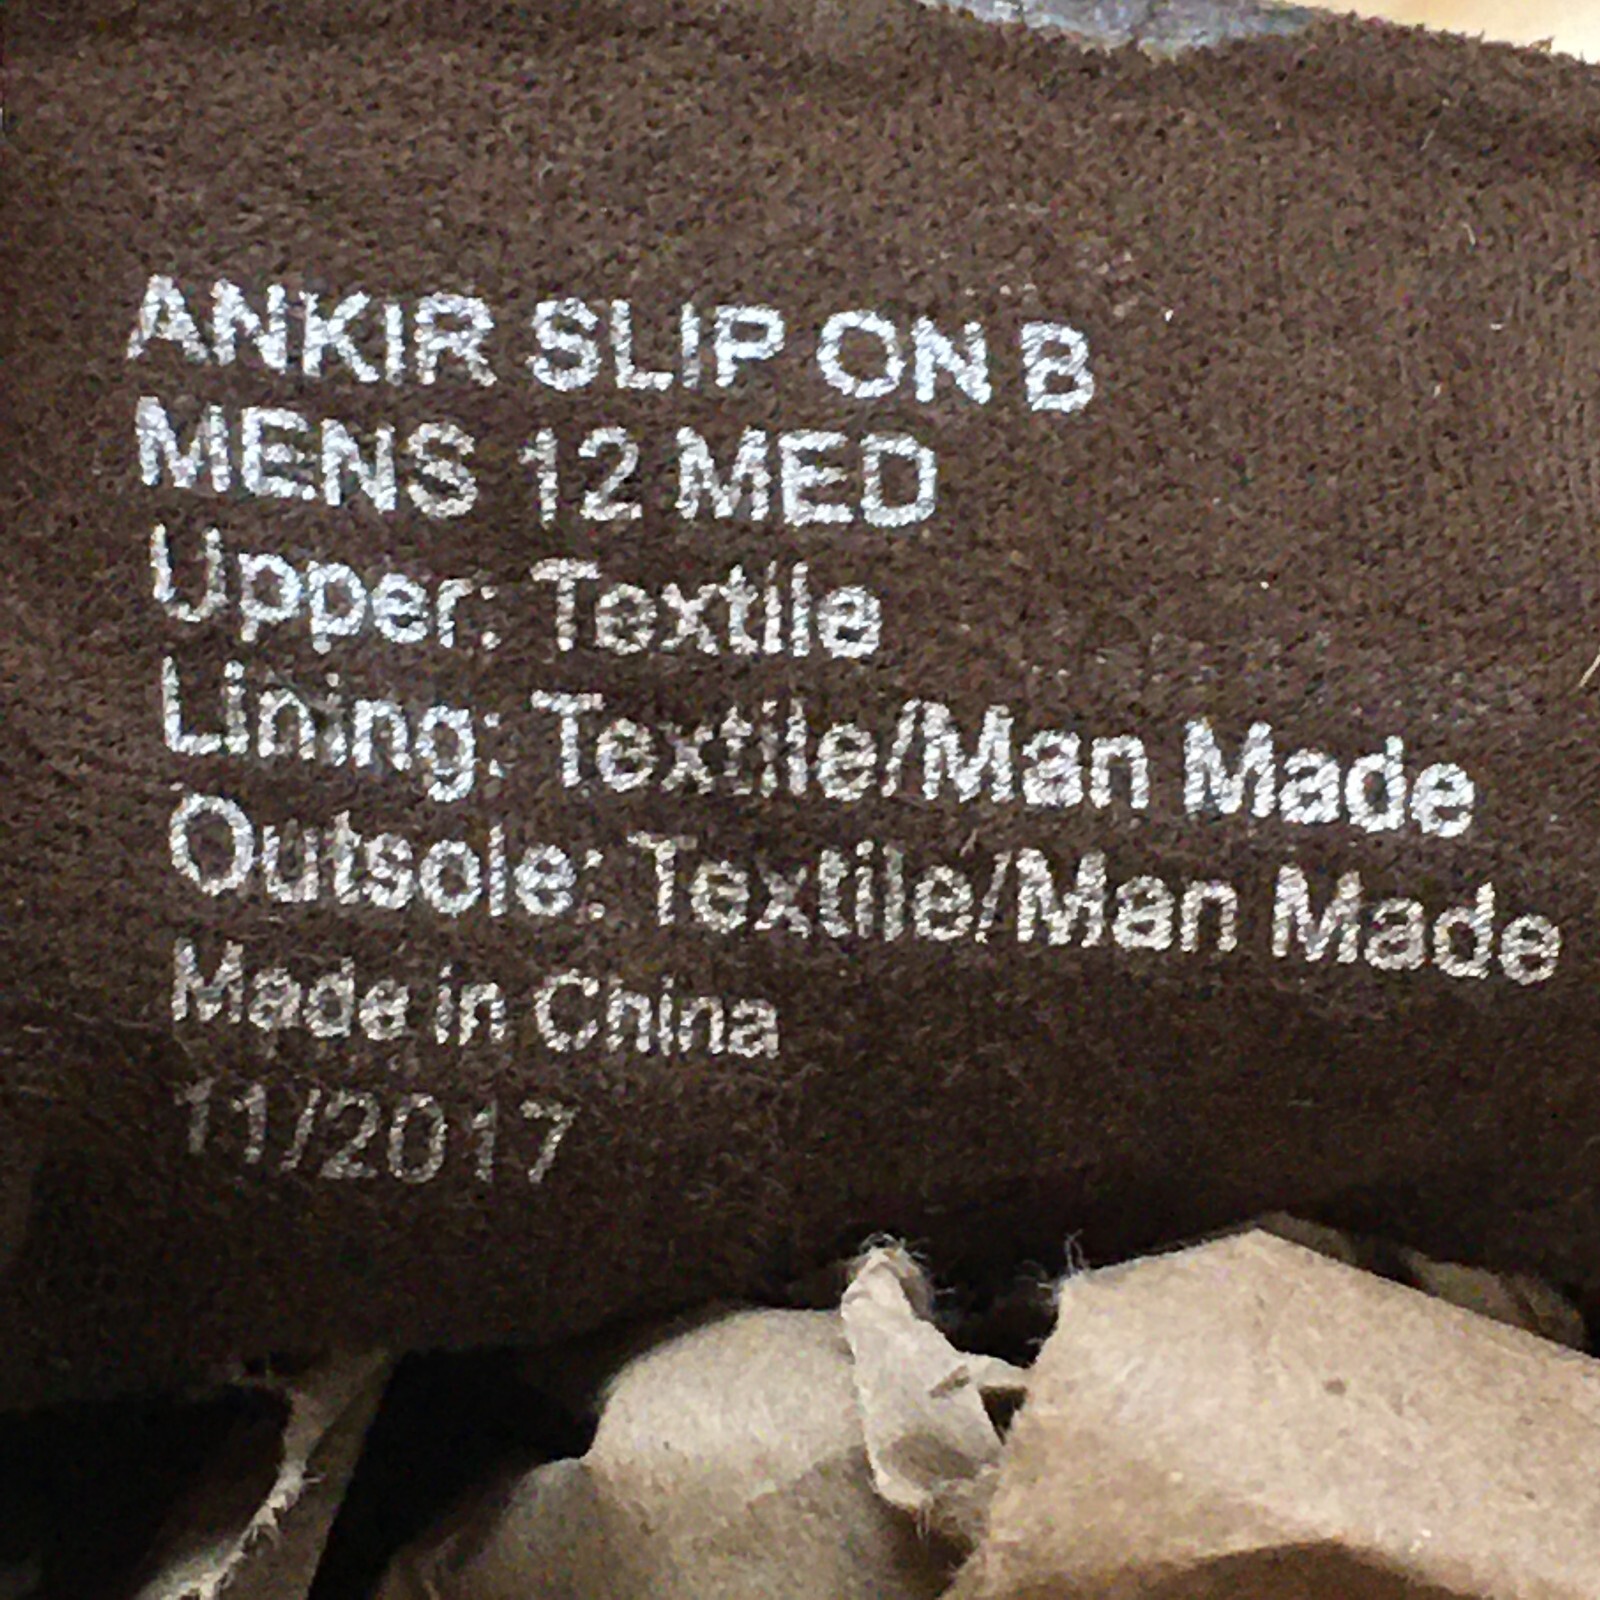 ANKIR SLIP ON B
MENS 12 MED
Upper: Textile
Lining: Textile/Man Made
Outsole: Textile/Man Made
Made in China
11/2017